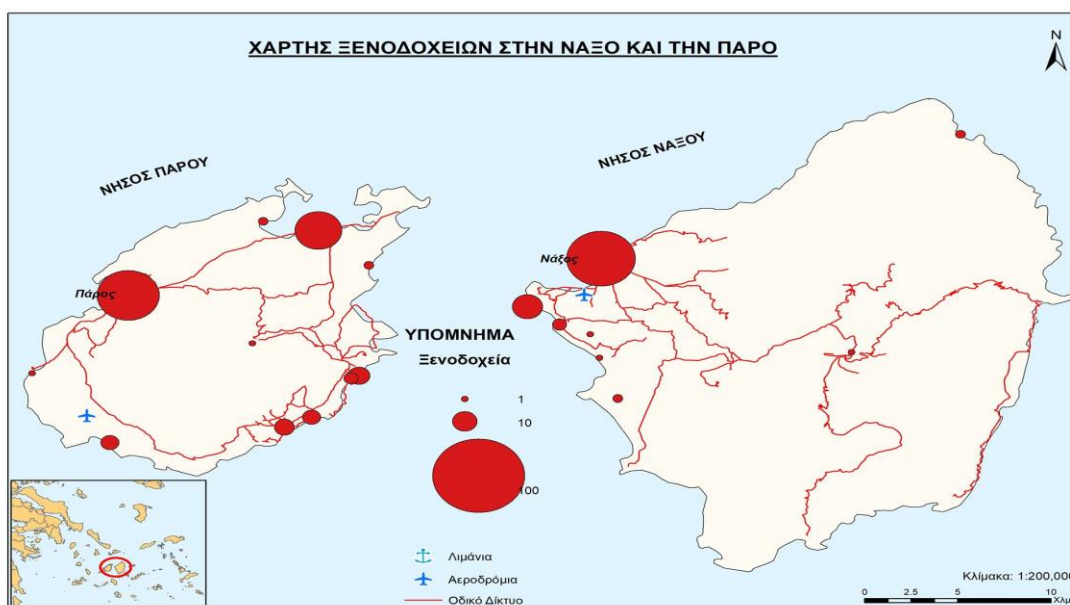 ΧΑΡΤΗΣ ΞΕΝΟΔΟΧΕΙΩΝ ΣΤΗΝ ΝΑΞΟ ΚΑΙ ΤΗΝ ΠΑΡΟ
N
ΝΗΣΟΣ ΠΑΡΟΥ
ΝΗΣΟΣ ΝΑΞΟΥ
Νάξος
Πάρος
ΥΠΟΜΝΗΜΑ
Ξενοδοχεία
1
10
100
Λιμάνια
Αεροδρόμια
Οδικό Δίκτυο
Κλίμακα: 1:200,000
0 2.5 5 10
Χλμ